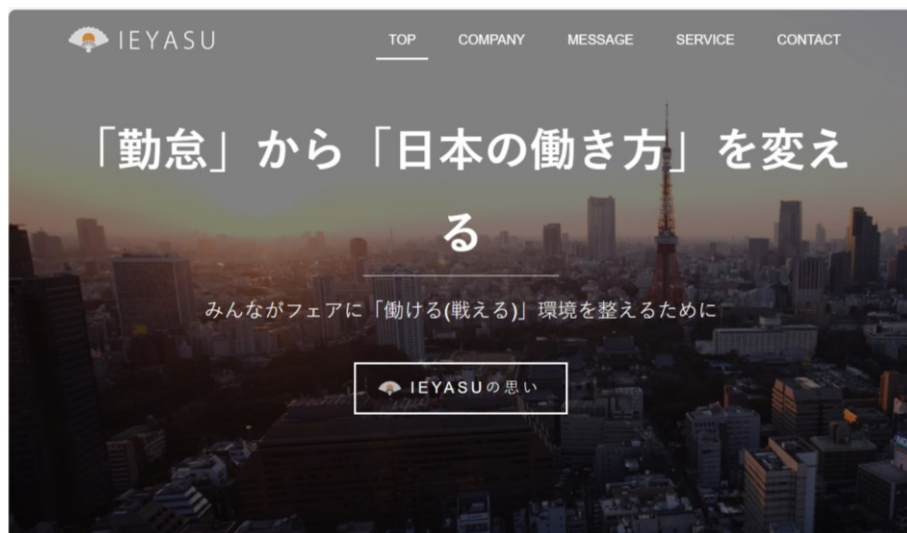 IEYASU
TOP COMPANY MESSAGE SERVICE CONTACT
「勤怠」から「日本の働き方」を変え
る
みんながフェアに「働ける(戦える)」環境を整えるために
IEYASUの思い